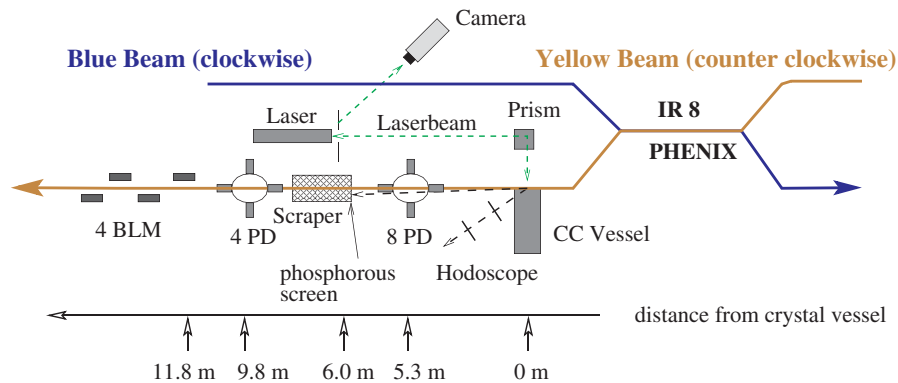 Camera
Blue Beam (clockwise)
Yellow Beam (counter clockwise)
Laser
Laserbeam
Prism
IR 8
PHENIX
4 BLM
4 PD
Scraper
8 PD
CC Vessel
Hodoscope
phosphorous
screen
distance from crystal vessel
11.8 m
9.8 m
6.0 m
5.3 m
0 m